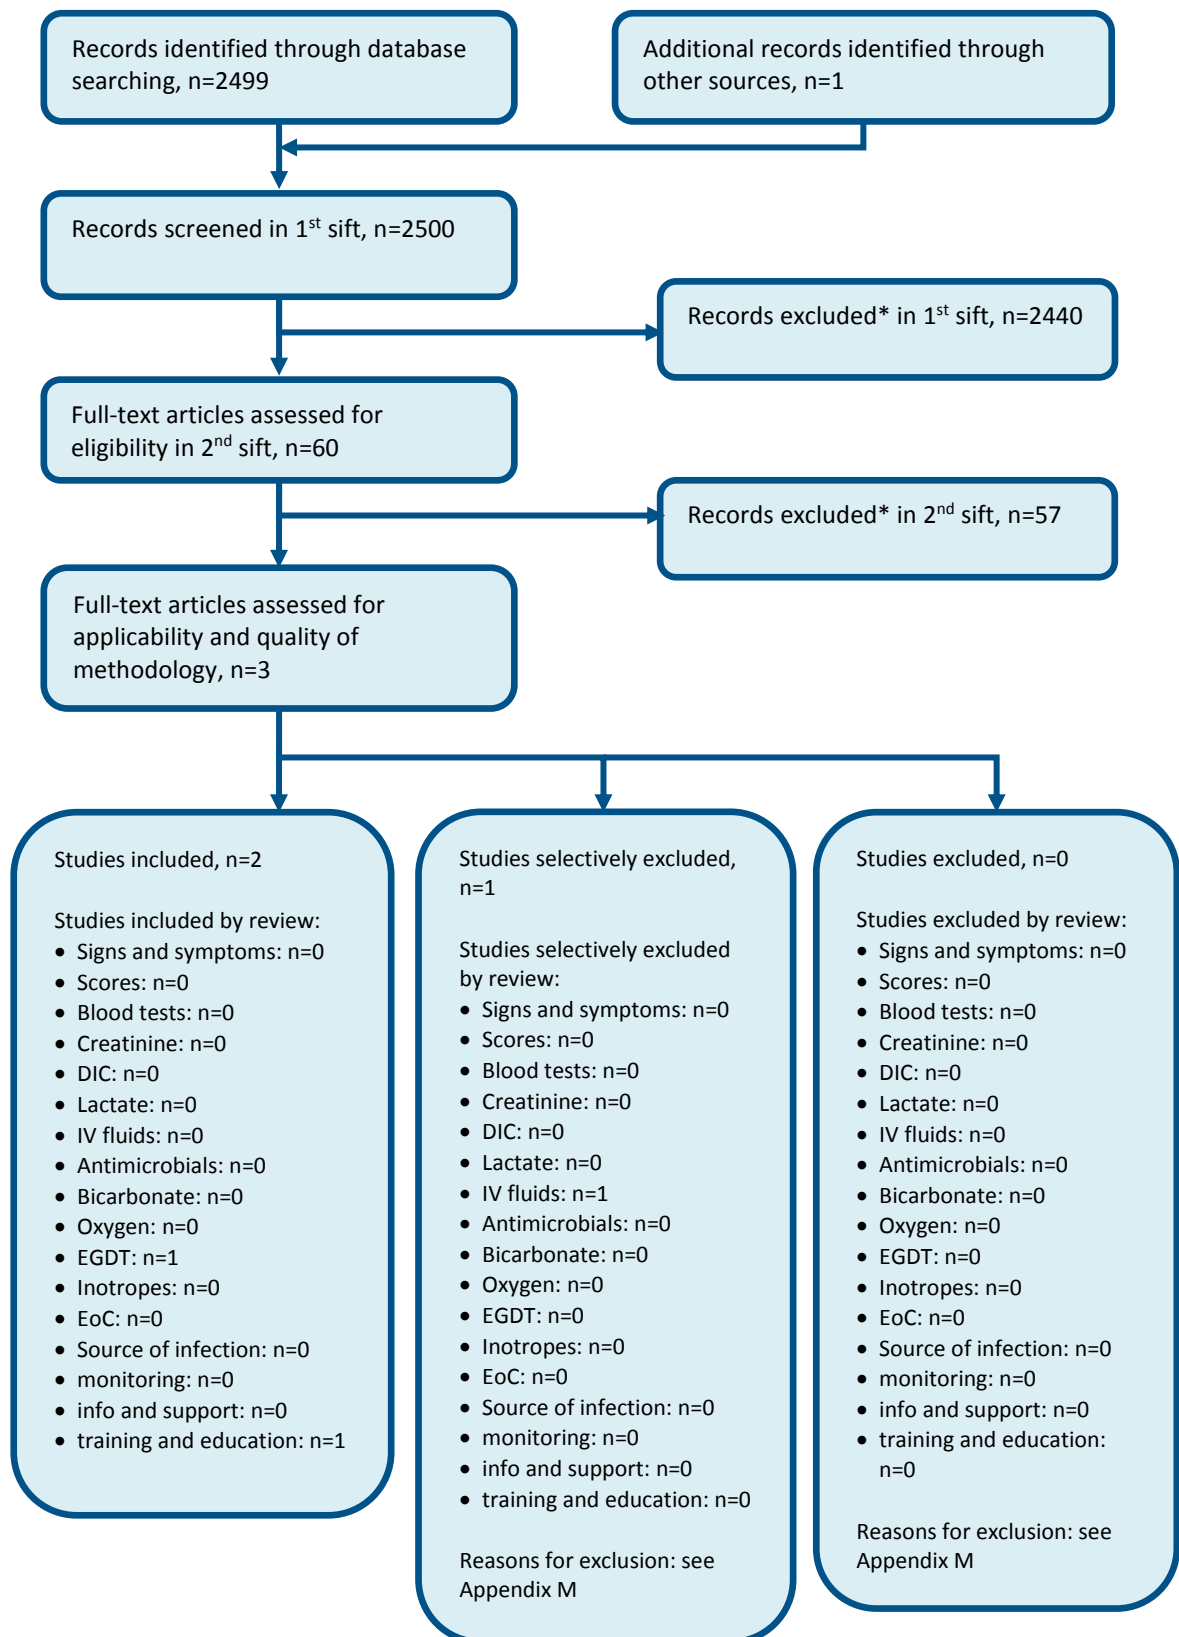 Records identified through database
searching, n=2499
Additional records identified through
other sources, n=1
Records screened in 1st sift, n=2500
Records excluded* in 1st sift, n=2440
Full-text articles assessed for
eligibility in 2nd sift, n=60
Records excluded* in 2nd sift, n=57
Full-text articles assessed for
applicability and quality of
methodology, n=3
Studies included, n=2
Studies included by review:
• Signs and symptoms: n=0
• Scores: n=0
• Blood tests: n=0
• Creatinine: n=0
• DIC: n=0
• Lactate: n=0
• IV fluids: n=0
• Antimicrobials: n=0
• Bicarbonate: n=0
• Oxygen: n=0
• EGDT: n=1
• Inotropes: n=0
• EoC: n=0
• Source of infection: n=0
• monitoring: n=0
• info and support: n=0
• training and education: n=1
Studies selectively excluded,
n=1
Studies selectively excluded
by review:
• Signs and symptoms: n=0
• Scores: n=0
• Blood tests: n=0
• Creatinine: n=0
• DIC: n=0
• Lactate: n=0
• IV fluids: n=1
• Antimicrobials: n=0
• Bicarbonate: n=0
• Oxygen: n=0
• EGDT: n=0
• Inotropes: n=0
• EoC: n=0
• Source of infection: n=0
• monitoring: n=0
• info and support: n=0
• training and education: n=0
Reasons for exclusion: see
Appendix M
Studies excluded, n=0
Studies excluded by review:
• Signs and symptoms: n=0
• Scores: n=0
• Blood tests: n=0
• Creatinine: n=0
• DIC: n=0
• Lactate: n=0
• IV fluids: n=0
• Antimicrobials: n=0
• Bicarbonate: n=0
• Oxygen: n=0
• EGDT: n=0
• Inotropes: n=0
• EoC: n=0
• Source of infection: n=0
• monitoring: n=0
• info and support: n=0
• training and education:
n=0
Reasons for exclusion: see
Appendix M